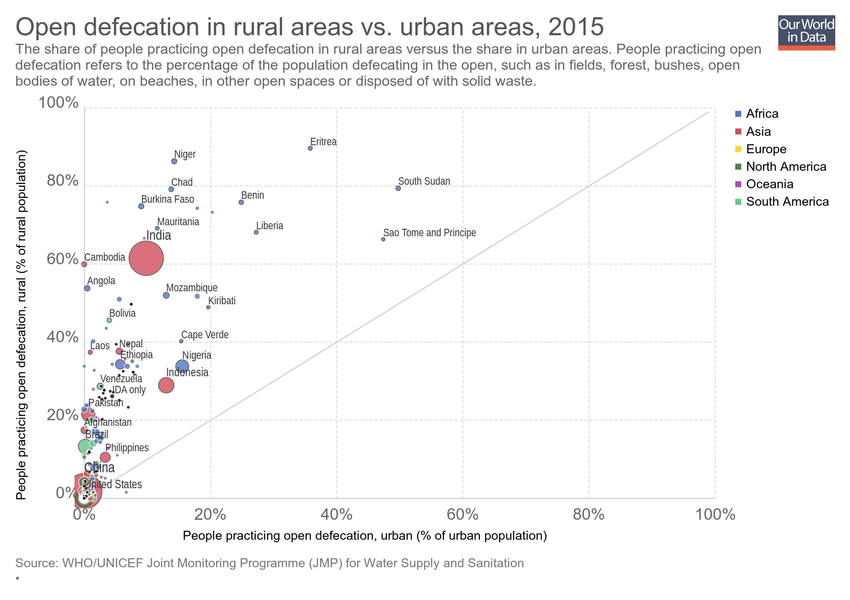 Open defecation in rural areas vs. urban areas, 2015
Our World
in Data
The share of people practicing open defecation in rural areas versus the share in urban areas. People practicing open
defecation refers to the percentage of the population defecating in the open, such as in fields, forest, bushes, open
bodies of water, on beaches, in other open spaces or disposed of with solid waste.
People practicing open defecation, rural (% of rural population)
100%
80%
60%
40%
20%
0%
Africa
Asia
Europe
North America
Oceania
South America
Eritrea
Niger
Chad
South Sudan
Burkina Faso
Benin
Mauritania
Liberia
India
Sao Tome and Principe
Cambodia
Angola
Mozambique
Kiribati
Bolivia
Cape Verde
Laos
Nepal
Ethiopia
Nigeria
Indonesia
Venezuela
IDA only
Pakistan
Afghanistan
Brazil
Philippines
China
United States
0%
20%
40%
60%
80%
100%
People practicing open defecation, urban (% of urban population)
Source: WHO/UNICEF Joint Monitoring Programme (JMP) for Water Supply and Sanitation
•